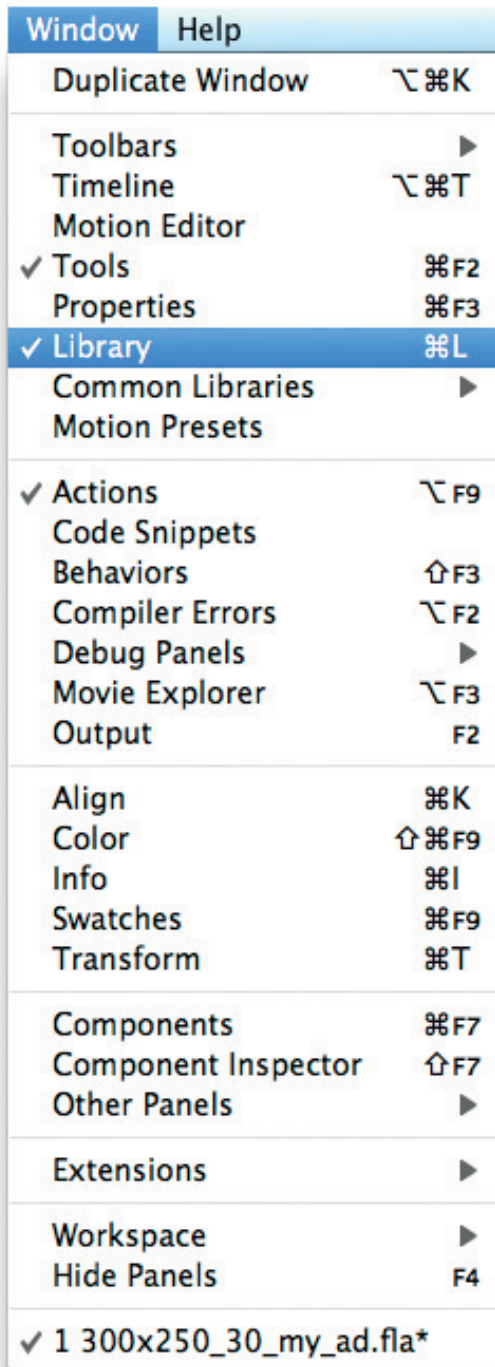 Window Help
Duplicate Window ⌥⌘K
Toolbars ▶
Timeline ⌥⌘T
Motion Editor
✓ Tools ⌘F2
Properties ⌘F3
✓ Library ⌘L
Common Libraries ▶
Motion Presets
✓ Actions ⌥F9
Code Snippets
Behaviors ⇧F3
Compiler Errors ⌥F2
Debug Panels ▶
Movie Explorer ⌥F3
Output F2
Align ⌘K
Color ⇧⌘F9
Info ⌘I
Swatches ⌘F9
Transform ⌘T
Components ⌘F7
Component Inspector ⇧F7
Other Panels ▶
Extensions ▶
Workspace ▶
Hide Panels F4
✓ 1 300x250_30_my_ad.fla*